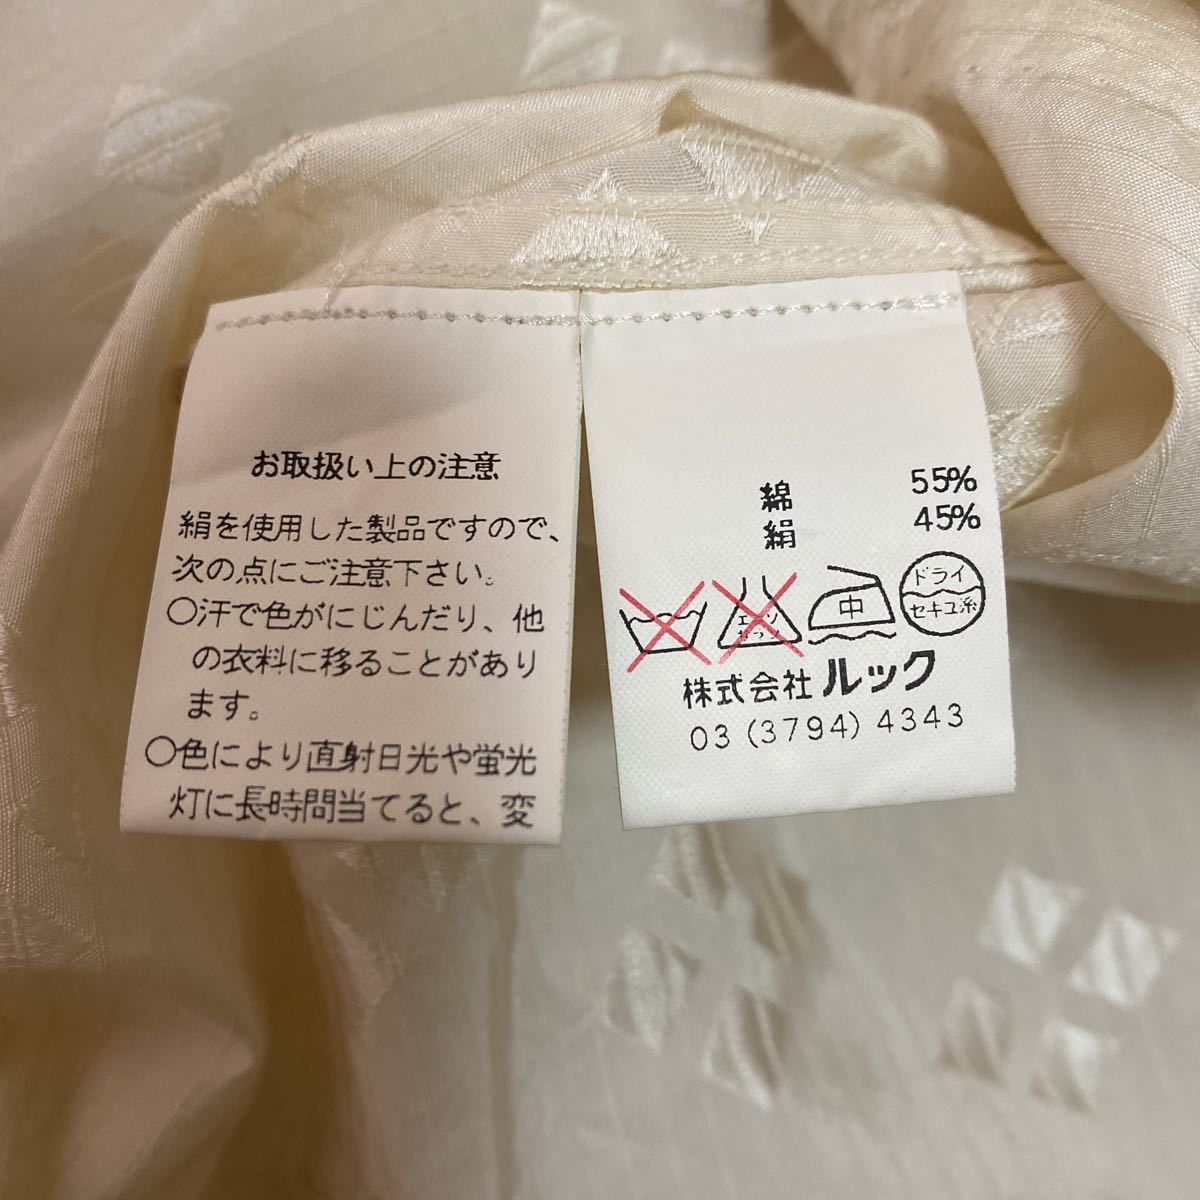 お取扱い上の注意
絹を使用した製品ですので、
次の点にご注意下さい。
○汗で色がにじんだり、他
の衣料に移ることがあり
ます。
○色により直射日光や蛍光
灯に長時間当てると、変
綿 55%
絹 45%
エンソ
サラシ
中
ドライ
セキユ系
株式会社 ルック
03 (3794) 4343